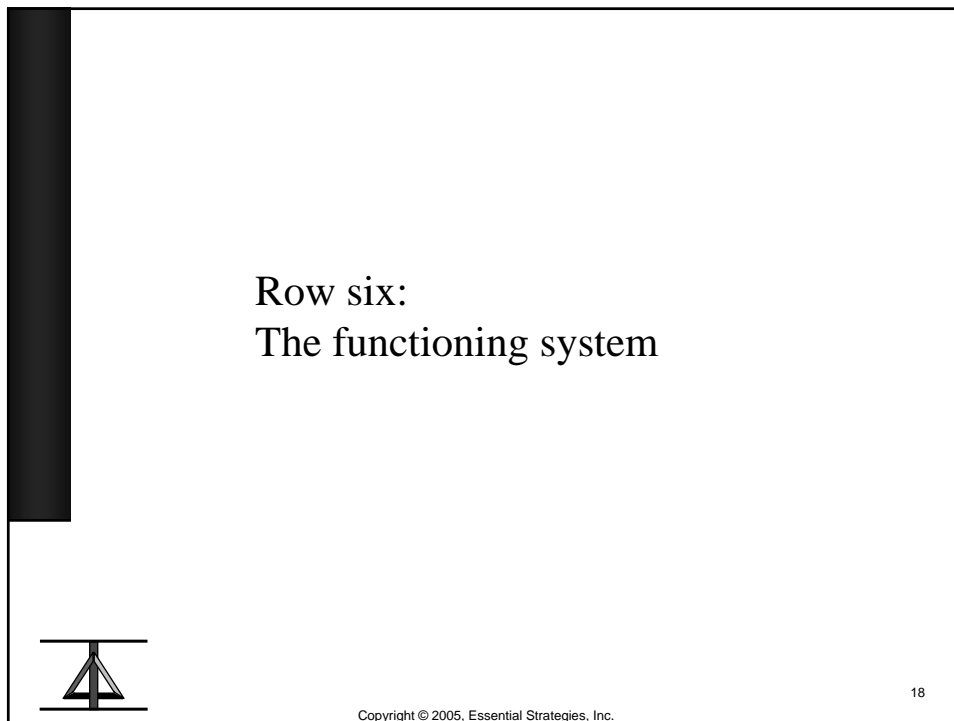 Row six:
The functioning system
18
Copyright © 2005, Essential Strategies, Inc.